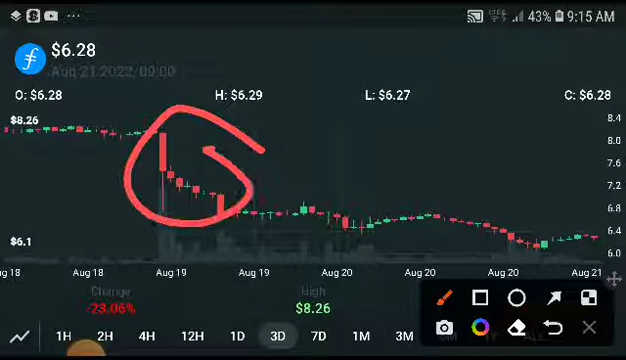 43% 9:15 AM
$6.28
Aug 21 2022, 09:00
O: $6.28 H: $6.29 L: $6.27 C: $6.28
$8.26 8.4
7.8
7.2
6.6
6.4
$6.1 6.0
ug 18 Aug 18 Aug 19 Aug 19 Aug 20 Aug 20 Aug 20 Aug 21
Change High
-23.06% $8.26
1H 2H 4H 12H 1D 3D 7D 1M 3M